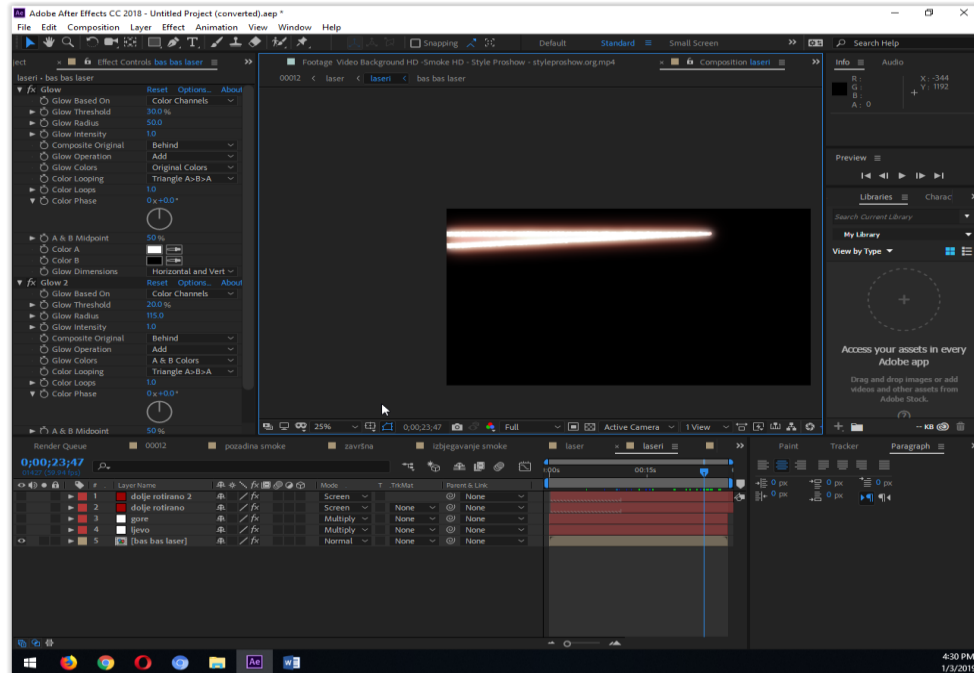 Adobe After Effects CC 2018 - Untitled Project (converted).aep *
File Edit Composition Layer Effect Animation View Window Help
Snapping Default Standard Small Screen Search Help
ject Effect Controls bas bas laser
laseri - bas bas laser
Glow Reset Options... About
Glow Based On Color Channels
Glow Threshold 30.0 %
Glow Radius 50.0
Glow Intensity 1.0
Composite Original Behind
Glow Operation Add
Glow Colors Original Colors
Color Looping Triangle A>B>A
Color Loops 1.0
Color Phase 0x+0.0°
A & B Midpoint 50 %
Color A
Color B
Glow Dimensions Horizontal and Vert
Glow 2 Reset Options... About
Glow Based On Color Channels
Glow Threshold 20.0 %
Glow Radius 115.0
Glow Intensity 1.0
Composite Original Behind
Glow Operation Add
Glow Colors A & B Colors
Color Looping Triangle A>B>A
Color Loops 1.0
Color Phase 0x+0.0°
A & B Midpoint 50 %
Footage Video Background HD -Smoke HD - Style Proshow - styleproshow.org.mp4 Composition laseri
00012 laser laseri bas bas laser
25% 0;00;23;47 Full Active Camera 1 View
Info Audio
R :
G :
B :
A : 0
X : -344
Y : 1192
Preview
Libraries Charac
Search Current Library
My Library
View by Type
Access your assets in every
Adobe app
Drag and drop images or add
videos and other assets from
Adobe Stock.
-- KB
Render Queue 00012 pozadina smoke završna izbjegavanje smoke laser laseri
0;00;23;47
# Layer Name Mode T .TrkMat Parent & Link
1 dolje rotirano 2 Screen None
2 dolje rotirano Screen None None
3 gore Multiply None None
4 ljevo Multiply None None
5 [bas bas laser] Normal None None
:00s 00:15s
Paint Tracker Paragraph
0 px 0 px 0 px
0 px 0 px
4:30 PM
1/3/2019